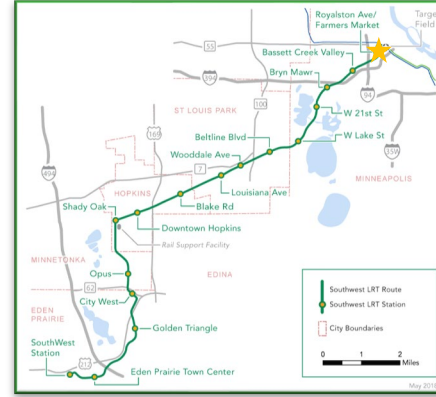 Royalston Ave/
Farmers Market
Target
Field
55
Bassett Creek Valley
394
Bryn Mawr
94
ST LOUIS PARK
100
W 21st St
169
Beltline Blvd
W Lake St
Wooddale Ave
7
35W
494
MINNEAPOLIS
HOPKINS
Louisiana Ave
Shady Oak
Blake Rd
Downtown Hopkins
Rail Support Facility
MINNETONKA
EDINA
Opus
62
City West
Southwest LRT Route
EDEN
PRAIRIE
Southwest LRT Station
Golden Triangle
City Boundaries
SouthWest
Station
212
0 1 2
Miles
Eden Prairie Town Center